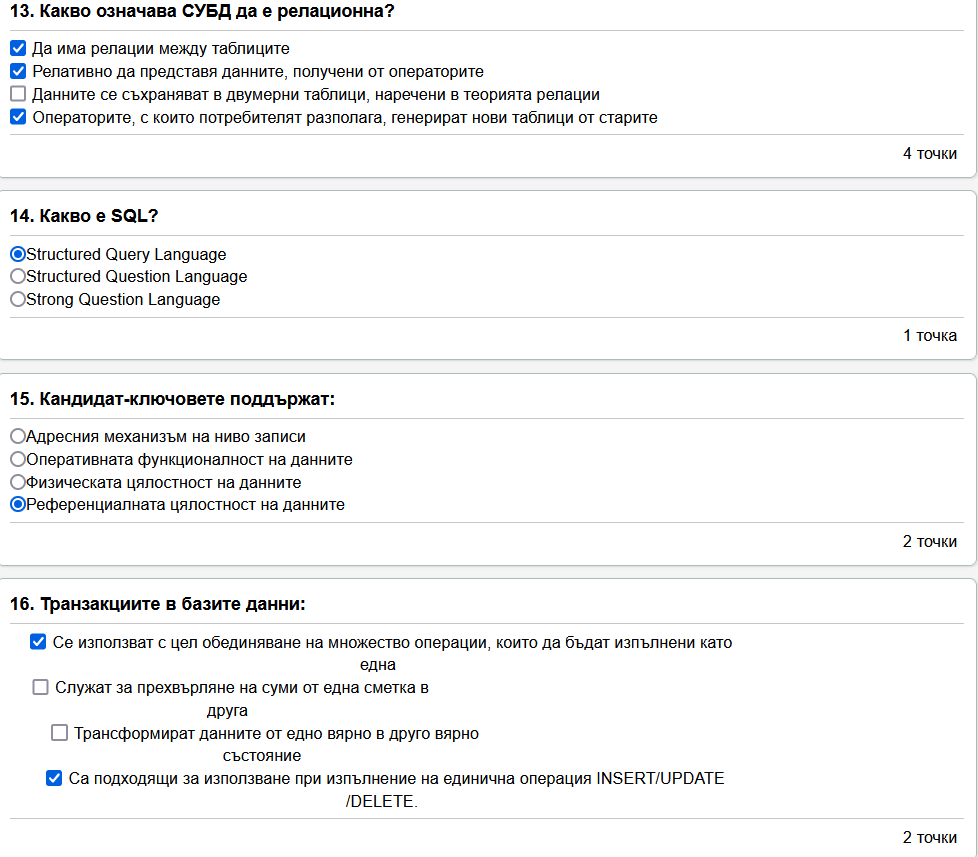 13. Какво означава СУБД да е релационна?
Да има релации между таблиците
Релативно да представя данните, получени от операторите
Данните се съхраняват в двумерни таблици, наречени в теорията релации
Операторите, с които потребителят разполага, генерират нови таблици от старите
4 точки
14. Какво е SQL?
Structured Query Language
Structured Question Language
Strong Question Language
1 точка
15. Кандидат-ключовете поддържат:
Адресния механизъм на ниво записи
Оперативната функционалност на данните
Физическата цялостност на данните
Референциалната цялостност на данните
2 точки
16. Транзакциите в базите данни:
Се използват с цел обединяване на множество операции, които да бъдат изпълнени като
една
Служат за прехвърляне на суми от една сметка в
друга
Трансформират данните от едно вярно в друго вярно
състояние
Са подходящи за използване при изпълнение на единична операция INSERT/UPDATE
/DELETE.
2 точки